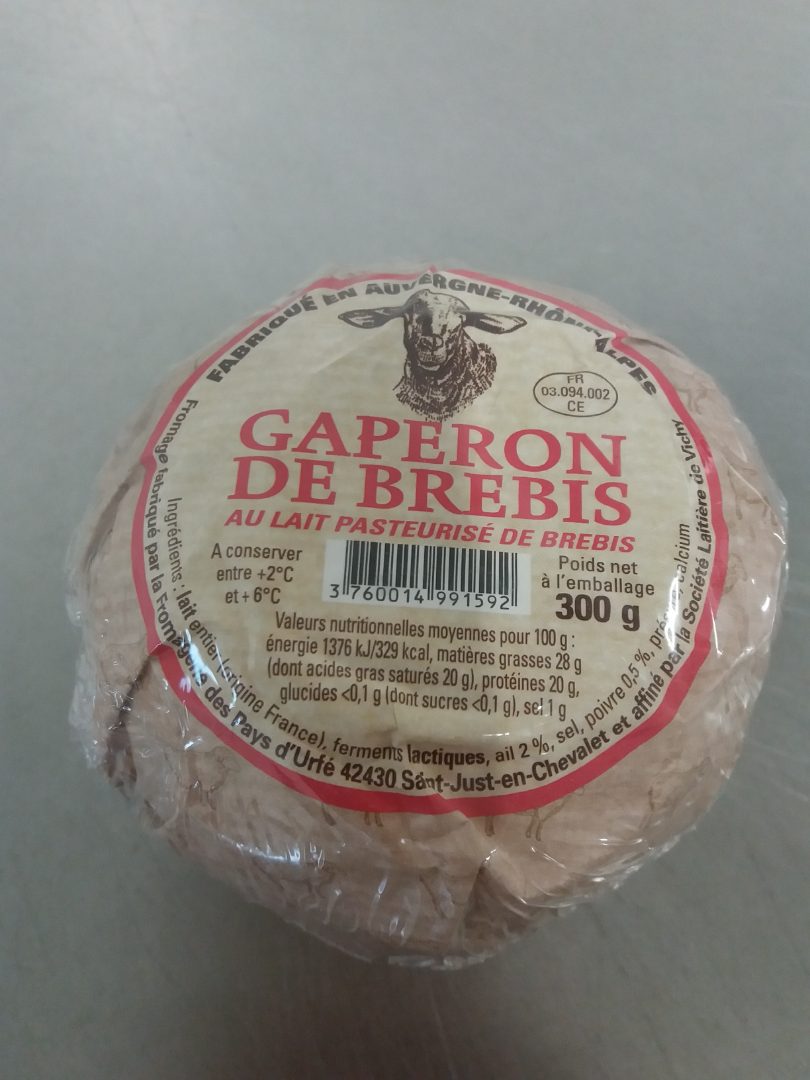 FABRIQUÉ EN AUVERGNE-RHÔNE-ALPES
FR
03.094.002
CE
GAPERON
DE BREBIS
AU LAIT PASTEURISÉ DE BREBIS
A conserver
entre +2°C
et + 6°C
3 760014 991592
Poids net
à l'emballage
300 g
Valeurs nutritionnelles moyennes pour 100 g :
énergie 1376 kJ/329 kcal, matières grasses 28 g
(dont acides gras saturés 20 g), protéines 20 g,
glucides <0,1 g (dont sucres <0,1 g), sel 1 g
Ingrédients : lait entier (origine France), ferments lactiques, ail 2 %, sel, poivre 0,5 %, calcium
Fromage fabriqué par la Fromagerie des Pays d'Urfé 42430 Saint-Just-en-Chevalet et affiné par la Société Laitière de Vichy